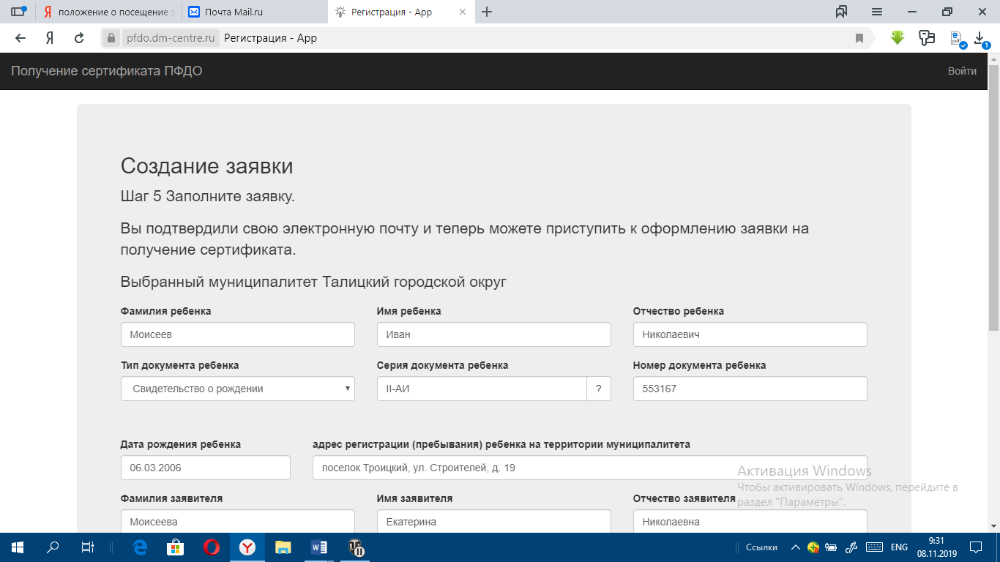 положение о посещение з
Почта Mail.ru
Регистрация - App
pfdo.dm-centre.ru Регистрация - App
Получение сертификата ПФДО
Войти
Создание заявки
Шаг 5 Заполните заявку.
Вы подтвердили свою электронную почту и теперь можете приступить к оформлению заявки на
получение сертификата.
Выбранный муниципалитет Талицкий городской округ
Фамилия ребенка Имя ребенка Отчество ребенка
Моисеев Иван Николаевич
Тип документа ребенка Серия документа ребенка Номер документа ребенка
Свидетельство о рождении II-АИ ? 553167
Дата рождения ребенка адрес регистрации (пребывания) ребенка на территории муниципалитета
06.03.2006 поселок Троицкий, ул. Строителей, д. 19
Активация Windows
Чтобы активировать Windows, перейдите в
раздел "Параметры".
Фамилия заявителя Имя заявителя Отчество заявителя
Моисеева Екатерина Николаевна
Ссылки ENG 9:31
08.11.2019